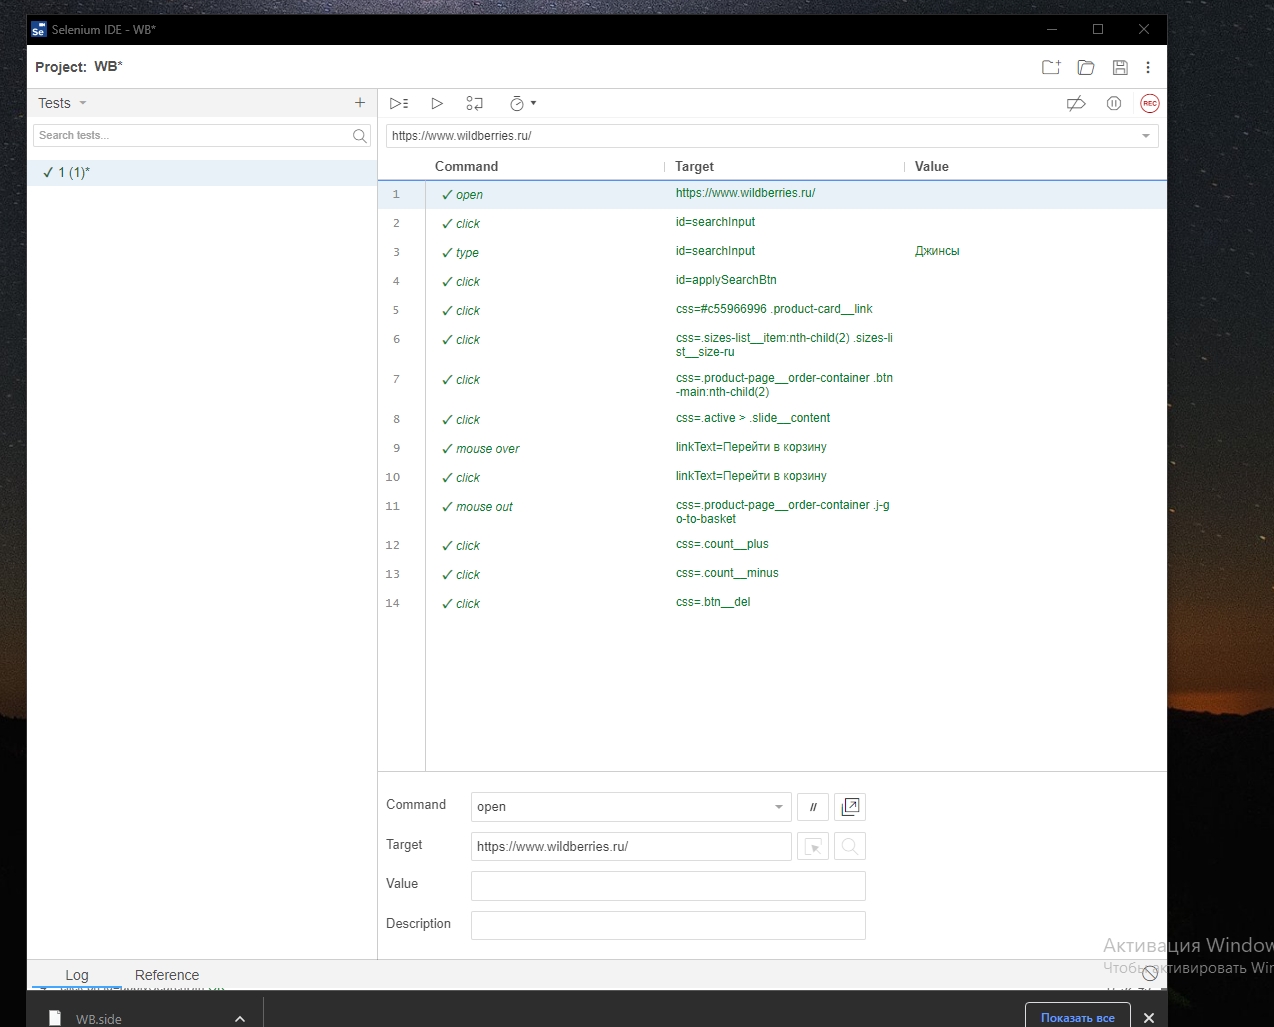 Se Selenium IDE - WB*
Project: WB*
Tests
Search tests...
✓ 1 (1)*
REC
https://www.wildberries.ru/
Command Target Value
1 ✓ open https://www.wildberries.ru/
2 ✓ click id=searchInput
3 ✓ type id=searchInput Джинсы
4 ✓ click id=applySearchBtn
5 ✓ click css=#c55966996 .product-card__link
6 ✓ click css=.sizes-list__item:nth-child(2) .sizes-li
st__size-ru
7 ✓ click css=.product-page__order-container .btn
-main:nth-child(2)
8 ✓ click css=.active > .slide__content
9 ✓ mouse over linkText=Перейти в корзину
10 ✓ click linkText=Перейти в корзину
11 ✓ mouse out css=.product-page__order-container .j-g
o-to-basket
12 ✓ click css=.count__plus
13 ✓ click css=.count__minus
14 ✓ click css=.btn__del
Command open //
Target https://www.wildberries.ru/
Value
Description
Активация Window
Чтобы активировать Win
Log Reference
WB.side
Показать все